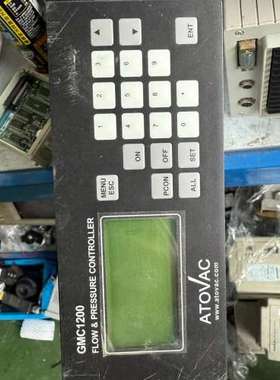 GMC1200
FLOW & PRESSURE CONTROLLER
MENU
ESC
PCON
ALL
ON
OFF
SET
1 2 3
4 5 6
7 8 9
0
ENT
ATOVAC
www.atovac.com